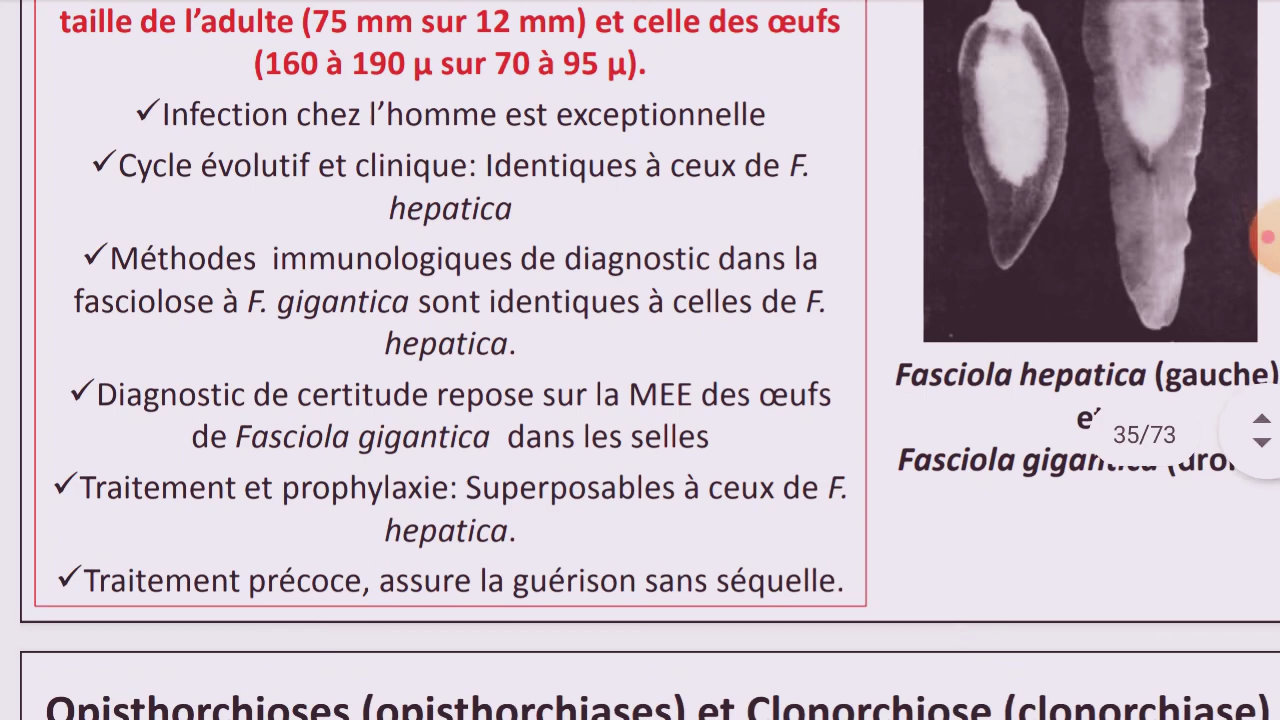 taille de l’adulte (75 mm sur 12 mm) et celle des œufs
(160 à 190 µ sur 70 à 95 µ).
✓Infection chez l’homme est exceptionnelle
✓Cycle évolutif et clinique: Identiques à ceux de F.
hepatica
✓Méthodes immunologiques de diagnostic dans la
fasciolose à F. gigantica sont identiques à celles de F.
hepatica.
✓Diagnostic de certitude repose sur la MEE des œufs
de Fasciola gigantica dans les selles
✓Traitement et prophylaxie: Superposables à ceux de F.
hepatica.
✓Traitement précoce, assure la guérison sans séquelle.
Fasciola hepatica (gauche)
35/73
Fasciola
Opisthorchioses (opisthorchiases) et Clonorchiose (clonorchiase)